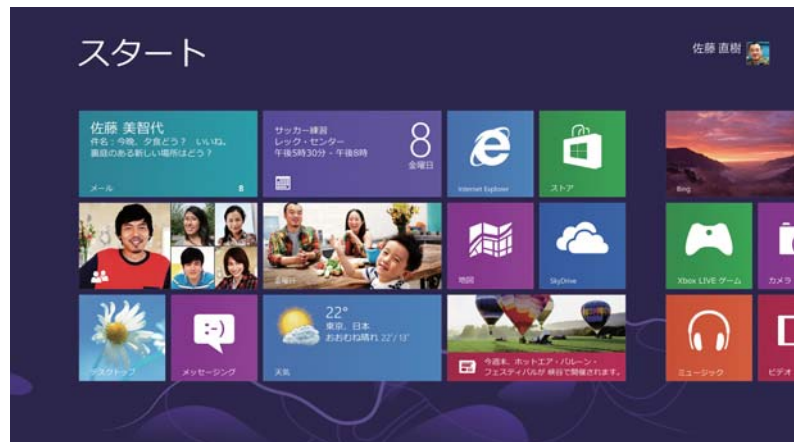 スタート
佐藤 直樹
佐藤 美智代
件名：今晩、夕食どう？ いいね。
裏庭のある新しい場所はどう？
メール
8
サッカー練習
レック・センター
午後5時30分 - 午後8時
8
金曜日
Internet Explorer
ストア
Bing
金曜日
地図
SkyDrive
Xbox LIVE ゲーム
カメラ
デスクトップ
:-)
メッセージング
22°
東京、日本
おおむね晴れ 22°/ 13°
天気
今週末、ホットエア・バルーン・
フェスティバルが 峡谷で開催されます。
ミュージック
ビデオ